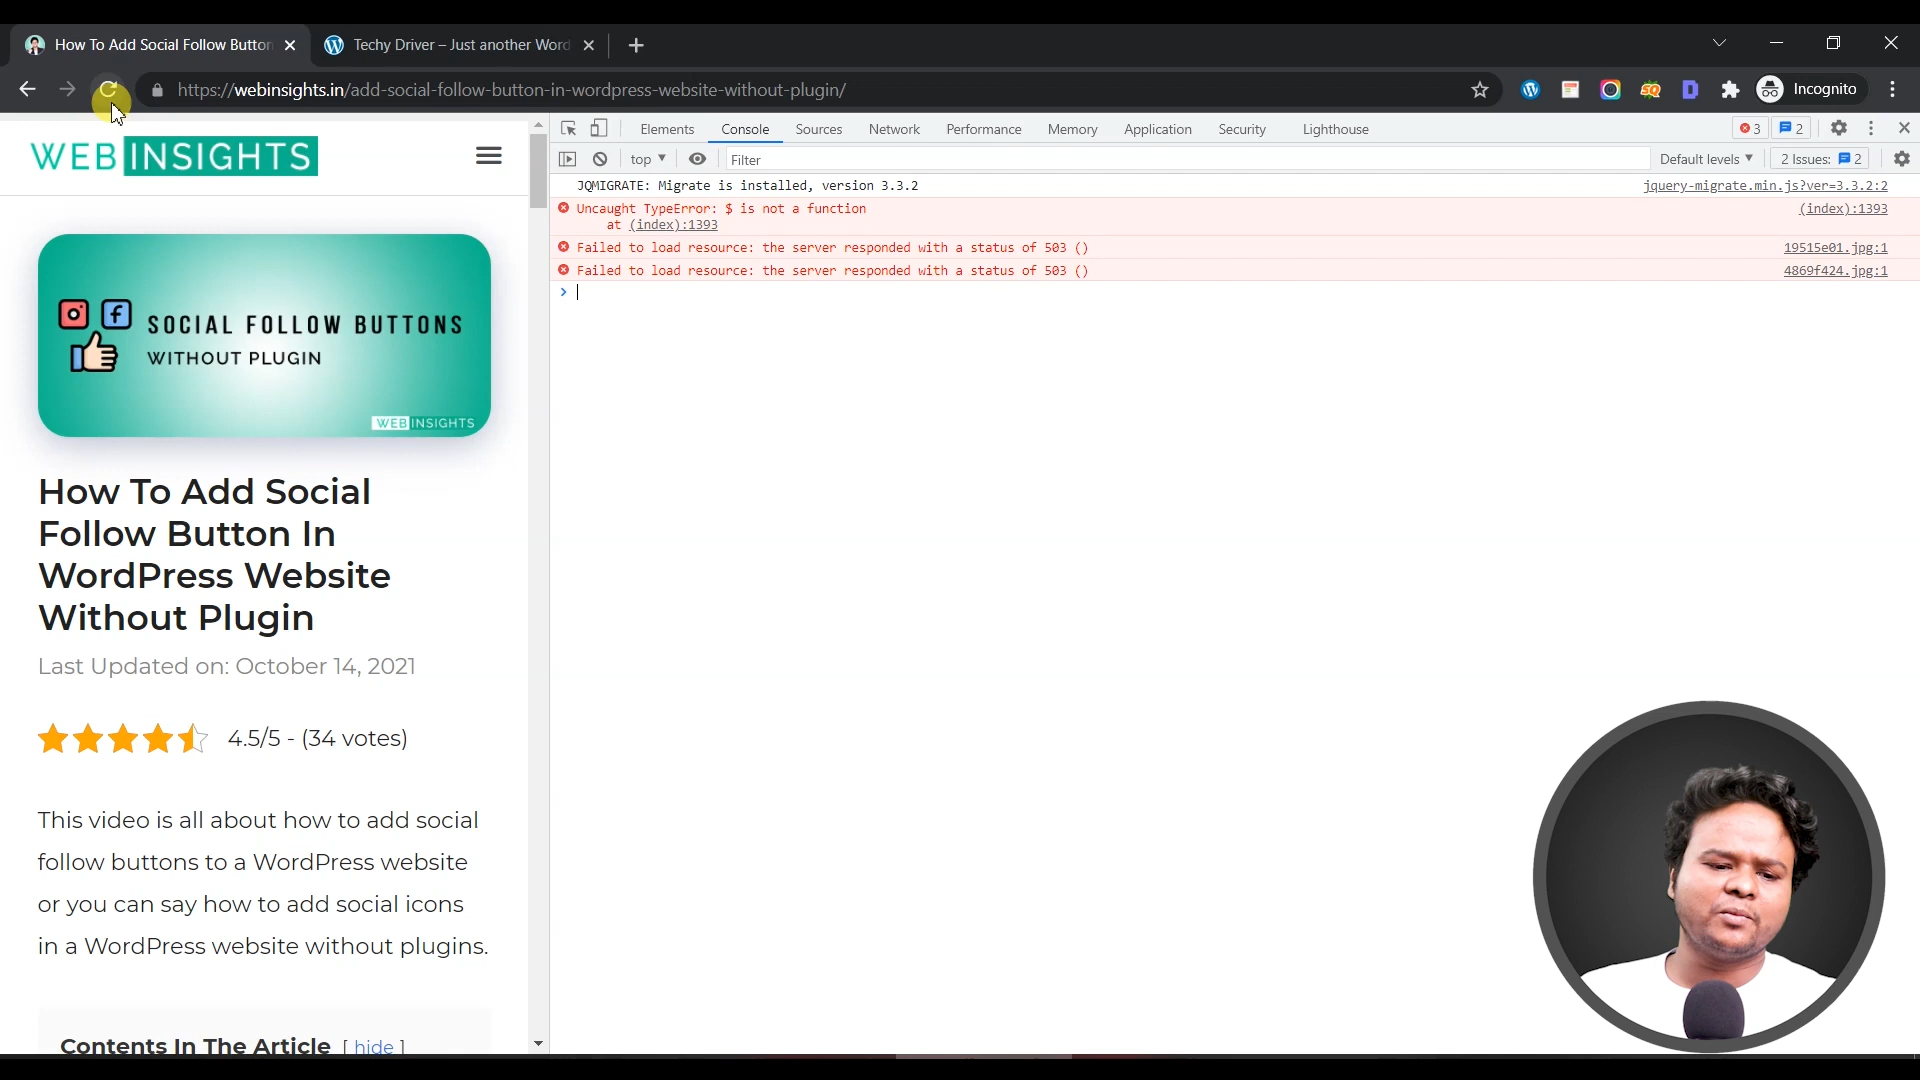 How To Add Social Follow Button
Techy Driver – Just another Word
https://webinsights.in/add-social-follow-button-in-wordpress-website-without-plugin/
Incognito
WEB INSIGHTS
SOCIAL FOLLOW BUTTONS
WITHOUT PLUGIN
WEB INSIGHTS
How To Add Social
Follow Button In
WordPress Website
Without Plugin
Last Updated on: October 14, 2021
4.5/5 - (34 votes)
This video is all about how to add social
follow buttons to a WordPress website
or you can say how to add social icons
in a WordPress website without plugins.
Contents In The Article [ hide ]
Elements Console Sources Network Performance Memory Application Security Lighthouse 3 2
top Filter Default levels 2 Issues: 2
JQMIGRATE: Migrate is installed, version 3.3.2 jquery-migrate.min.js?ver=3.3.2:2
Uncaught TypeError: $ is not a function (index):1393
at (index):1393
Failed to load resource: the server responded with a status of 503 () 19515e01.jpg:1
Failed to load resource: the server responded with a status of 503 () 4869f424.jpg:1